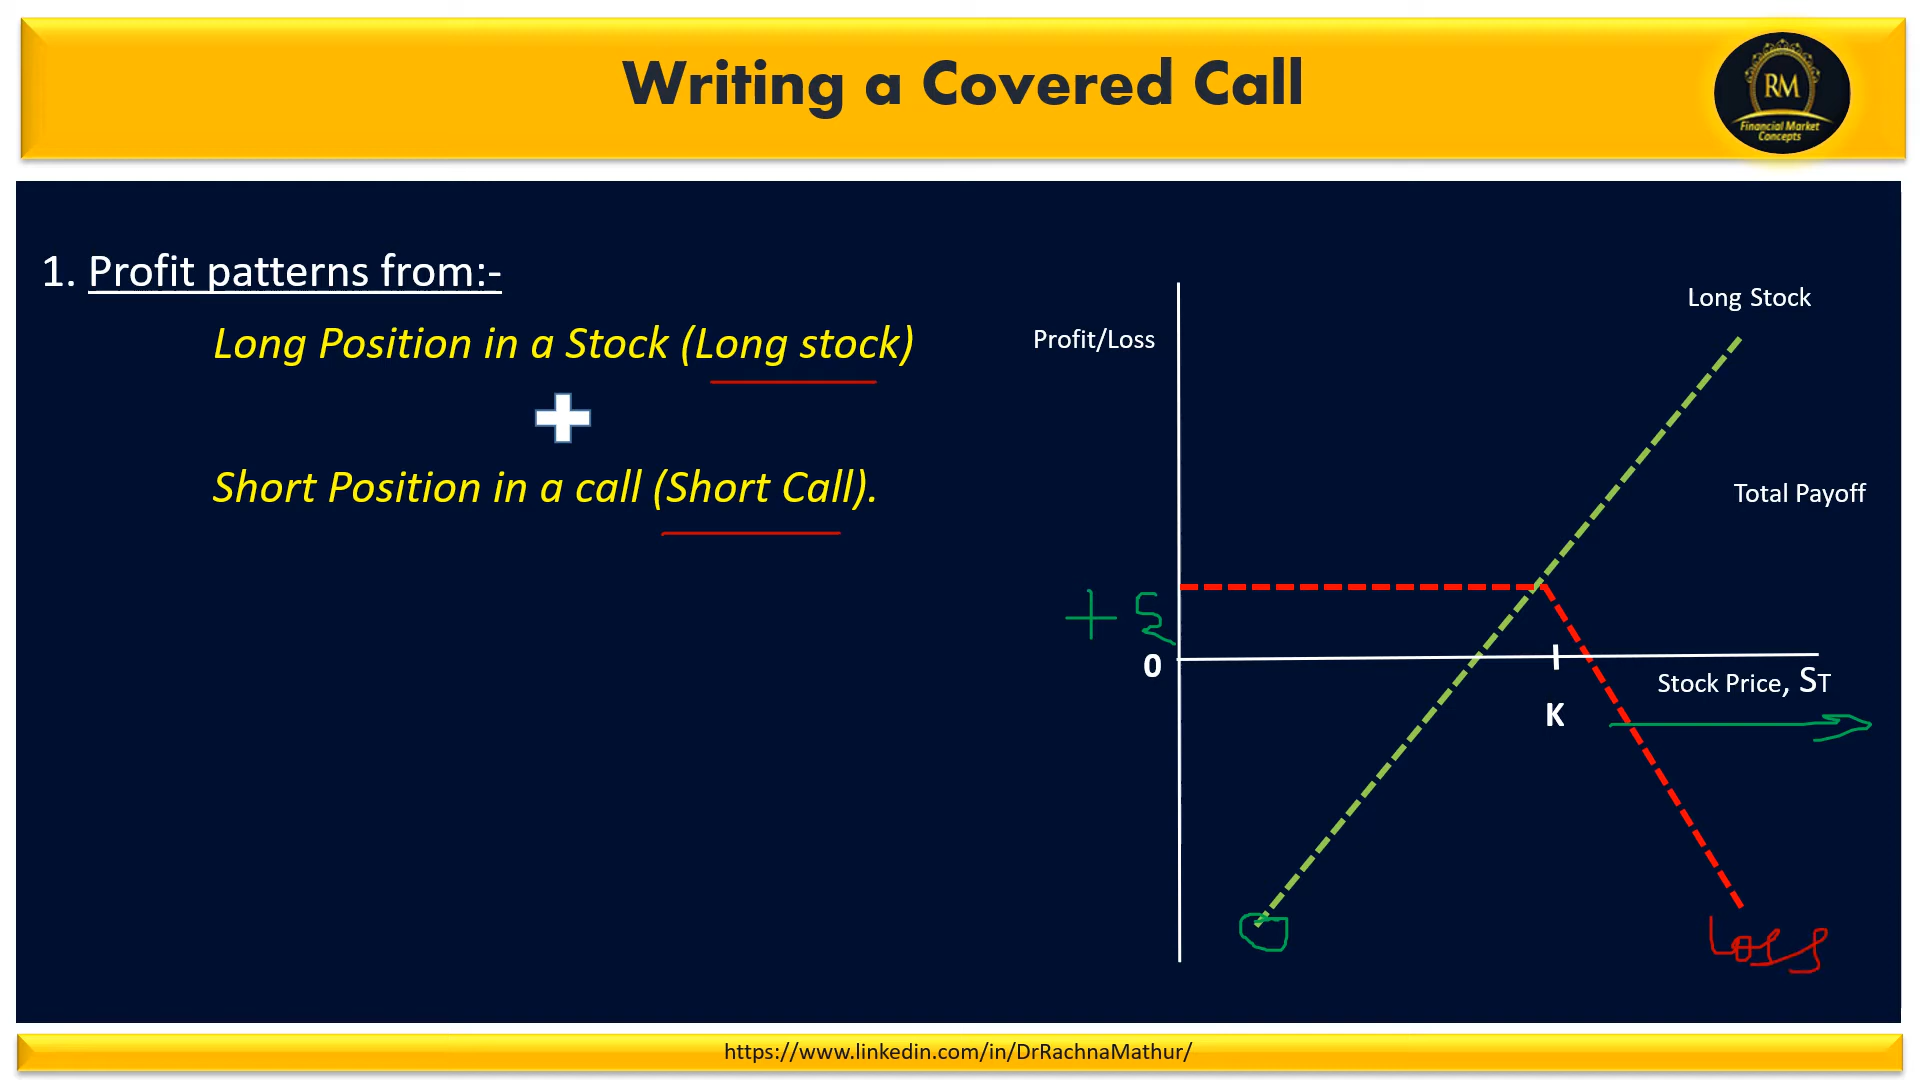 Writing a Covered Call
RM
Financial Market
Concepts
1. Profit patterns from:-
Long Position in a Stock (Long stock)
Short Position in a call (Short Call).
Long Stock
Profit/Loss
Total Payoff
+ 5
0
Stock Price, ST
K
Loss
https://www.linkedin.com/in/DrRachnaMathur/